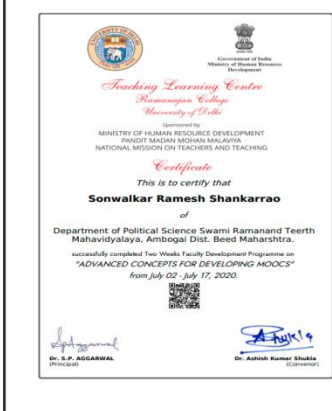 Government of India
Ministry of Human Resource
Development
Teaching Learning Centre
Ramanujan College
University of Delhi
Sponsored by
MINISTRY OF HUMAN RESOURCE DEVELOPMENT
PANDIT MADAN MOHAN MALAVIYA
NATIONAL MISSION ON TEACHERS AND TEACHING
Certificate
This is to certify that
Sonwalkar Ramesh Shankarrao
of
Department of Political Science Swami Ramanand Teerth
Mahavidyalaya, Ambogai Dist. Beed Maharshtra.
successfully completed Two Weeks Faculty Development Programme on
"ADVANCED CONCEPTS FOR DEVELOPING MOOCS"
from July 02 - July 17, 2020.
Dr. S.P. AGGARWAL
(Principal)
Dr. Ashish Kumar Shukla
(Convenor)